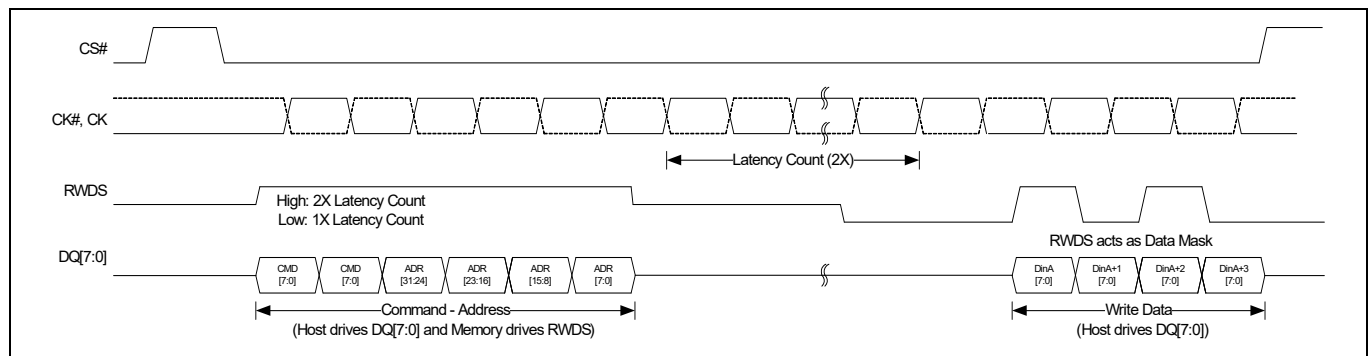 CS#
CK#, CK
Latency Count (2X)
RWDS
High: 2X Latency Count
Low: 1X Latency Count
RWDS acts as Data Mask
DQ[7:0]
CMD [7:0]
CMD [7:0]
ADR [31:24]
ADR [23:16]
ADR [15:8]
ADR [7:0]
DinA [7:0]
DinA+1 [7:0]
DinA+2 [7:0]
DinA+3 [7:0]
Command - Address
(Host drives DQ[7:0] and Memory drives RWDS)
Write Data
(Host drives DQ[7:0])